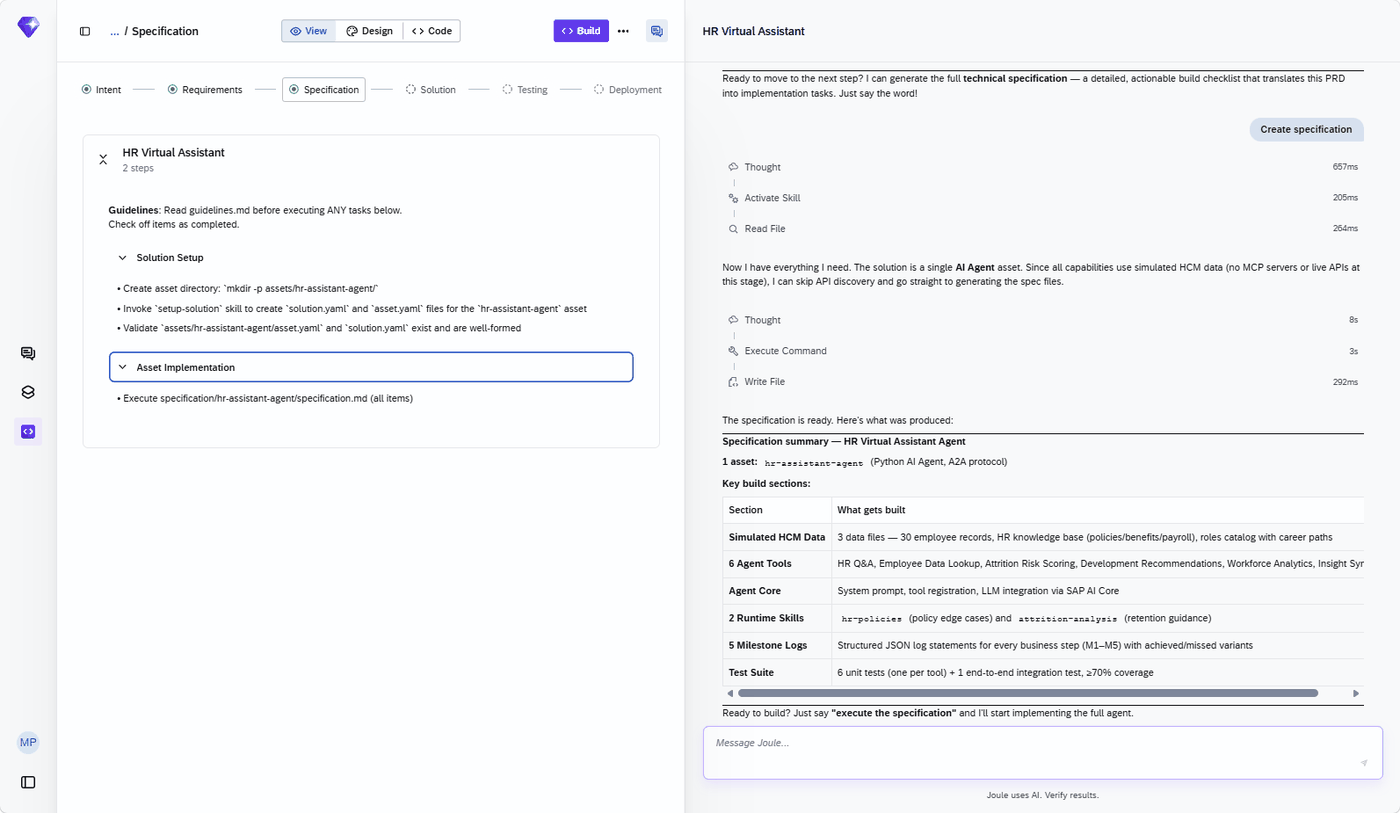 ... / Specification
View
Design
Code
Build
Intent
Requirements
Specification
Solution
Testing
Deployment
HR Virtual Assistant
2 steps
Guidelines: Read guidelines.md before executing ANY tasks below.
Check off items as completed.
Solution Setup
• Create asset directory: `mkdir -p assets/hr-assistant-agent/`
• Invoke `setup-solution` skill to create `solution.yaml` and `asset.yaml` files for the `hr-assistant-agent` asset
• Validate `assets/hr-assistant-agent/asset.yaml` and `solution.yaml` exist and are well-formed
Asset Implementation
• Execute specification/hr-assistant-agent/specification.md (all items)
MP
HR Virtual Assistant
Ready to move to the next step? I can generate the full technical specification — a detailed, actionable build checklist that translates this PRD
into implementation tasks. Just say the word!
Create specification
Thought 657ms
Activate Skill 205ms
Read File 264ms
Now I have everything I need. The solution is a single AI Agent asset. Since all capabilities use simulated HCM data (no MCP servers or live APIs at
this stage), I can skip API discovery and go straight to generating the spec files.
Thought 8s
Execute Command 3s
Write File 292ms
The specification is ready. Here's what was produced:
Specification summary — HR Virtual Assistant Agent
1 asset: hr-assistant-agent (Python AI Agent, A2A protocol)
Key build sections:
Section What gets built
Simulated HCM Data 3 data files — 30 employee records, HR knowledge base (policies/benefits/payroll), roles catalog with career paths
6 Agent Tools HR Q&A, Employee Data Lookup, Attrition Risk Scoring, Development Recommendations, Workforce Analytics, Insight Syn
Agent Core System prompt, tool registration, LLM integration via SAP AI Core
2 Runtime Skills hr-policies (policy edge cases) and attrition-analysis (retention guidance)
5 Milestone Logs Structured JSON log statements for every business step (M1–M5) with achieved/missed variants
Test Suite 6 unit tests (one per tool) + 1 end-to-end integration test, ≥70% coverage
Ready to build? Just say "execute the specification" and I'll start implementing the full agent.
Message Joule...
Joule uses AI. Verify results.